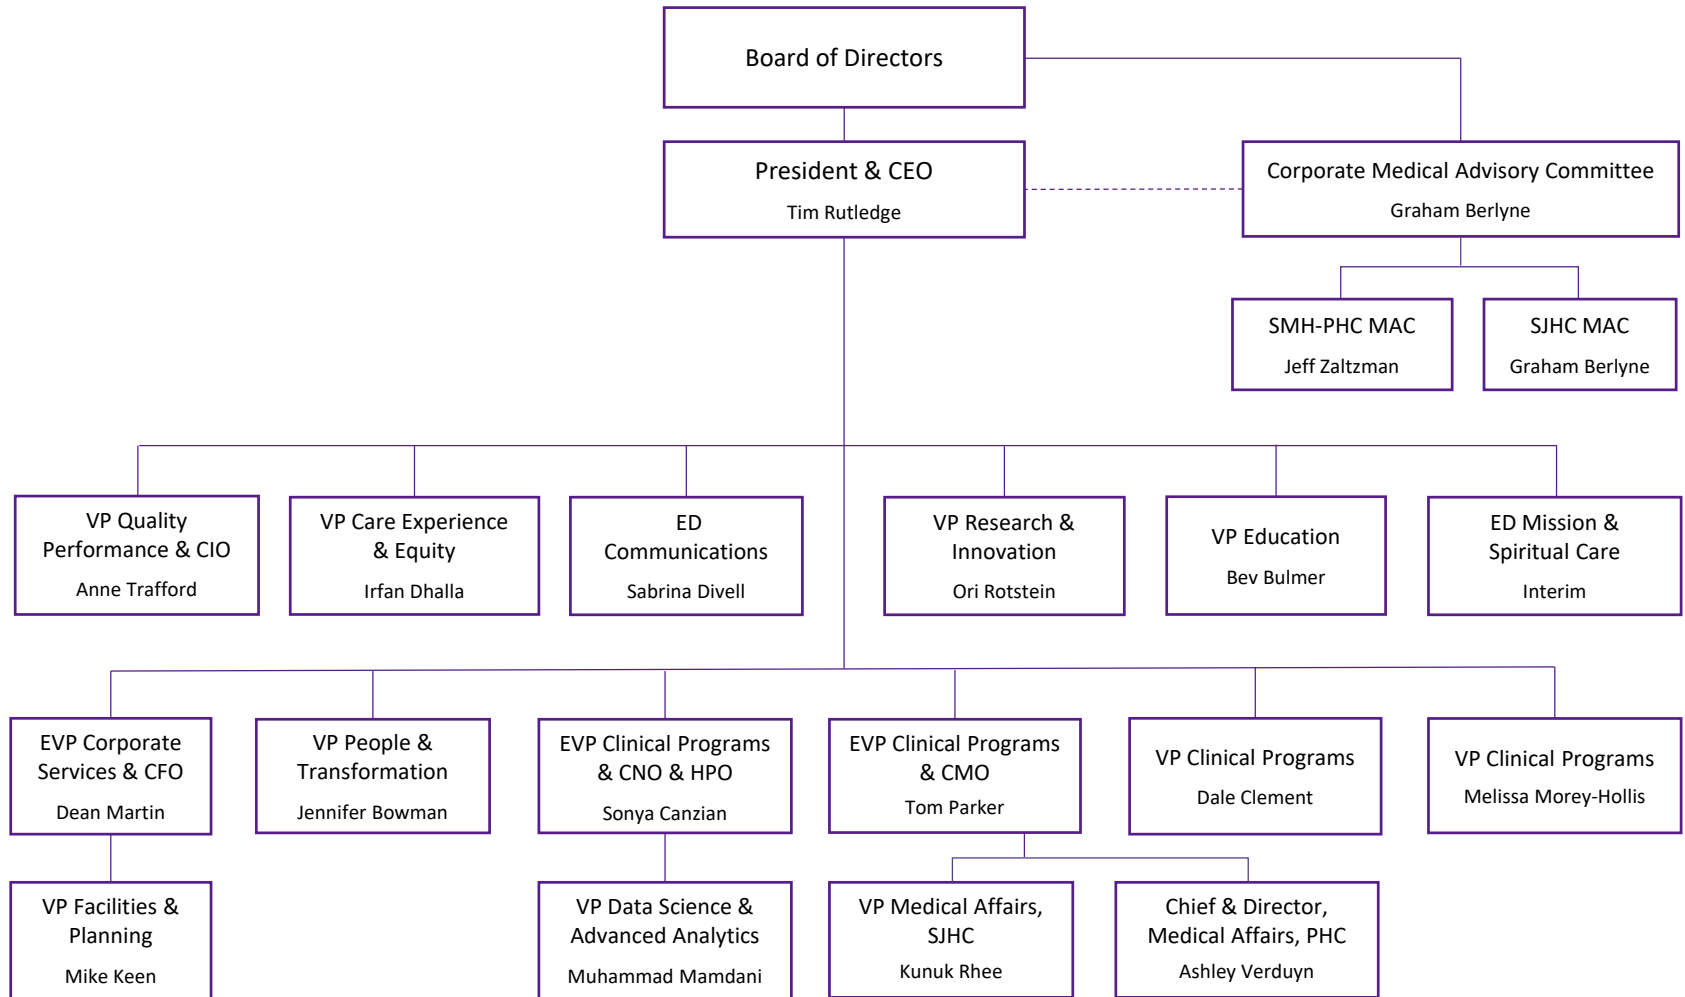 Board of Directors
President & CEO
Tim Rutledge
Corporate Medical Advisory Committee
Graham Berlyne
SMH-PHC MAC
Jeff Zaltzman
SJHC MAC
Graham Berlyne
VP Quality
Performance & CIO
Anne Trafford
VP Care Experience
& Equity
Irfan Dhalla
ED
Communications
Sabrina Divell
VP Research &
Innovation
Ori Rotstein
VP Education
Bev Bulmer
ED Mission &
Spiritual Care
Interim
EVP Corporate
Services & CFO
Dean Martin
VP People &
Transformation
Jennifer Bowman
EVP Clinical Programs
& CNO & HPO
Sonya Canzian
EVP Clinical Programs
& CMO
Tom Parker
VP Clinical Programs
Dale Clement
VP Clinical Programs
Melissa Morey-Hollis
VP Facilities &
Planning
Mike Keen
VP Data Science &
Advanced Analytics
Muhammad Mamdani
VP Medical Affairs,
SJHC
Kunuk Rhee
Chief & Director,
Medical Affairs, PHC
Ashley Verduyn